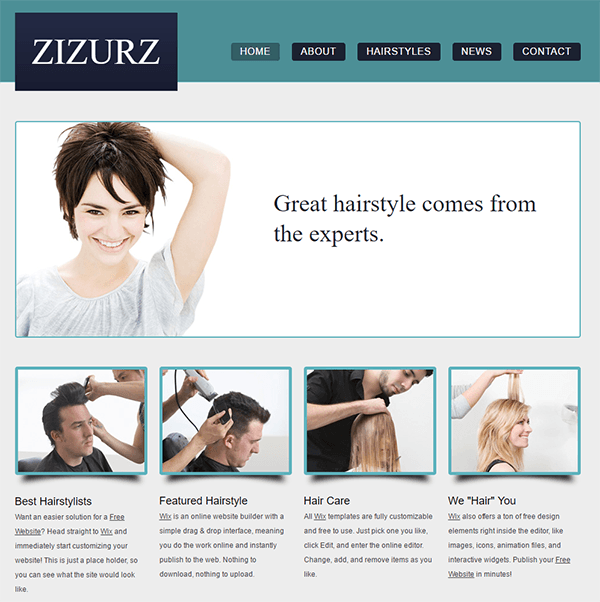 ZIZURZ
HOME ABOUT HAIRSTYLES NEWS CONTACT
Great hairstyle comes from
the experts.
Best Hairstylists
Want an easier solution for a Free
Website? Head straight to Wix and
immediately start customizing your
website! This is just a place holder, so
you can see what the site would look
like.
Featured Hairstyle
Wix is an online website builder with a
simple drag & drop interface, meaning
you do the work online and instantly
publish to the web. Nothing to
download, nothing to upload.
Hair Care
All Wix templates are fully customizable
and free to use. Just pick one you like,
click Edit, and enter the online editor.
Change, add, and remove items as you
like.
We "Hair" You
Wix also offers a ton of free design
elements right inside the editor, like
images, icons, animation files, and
interactive widgets. Publish your Free
Website in minutes!